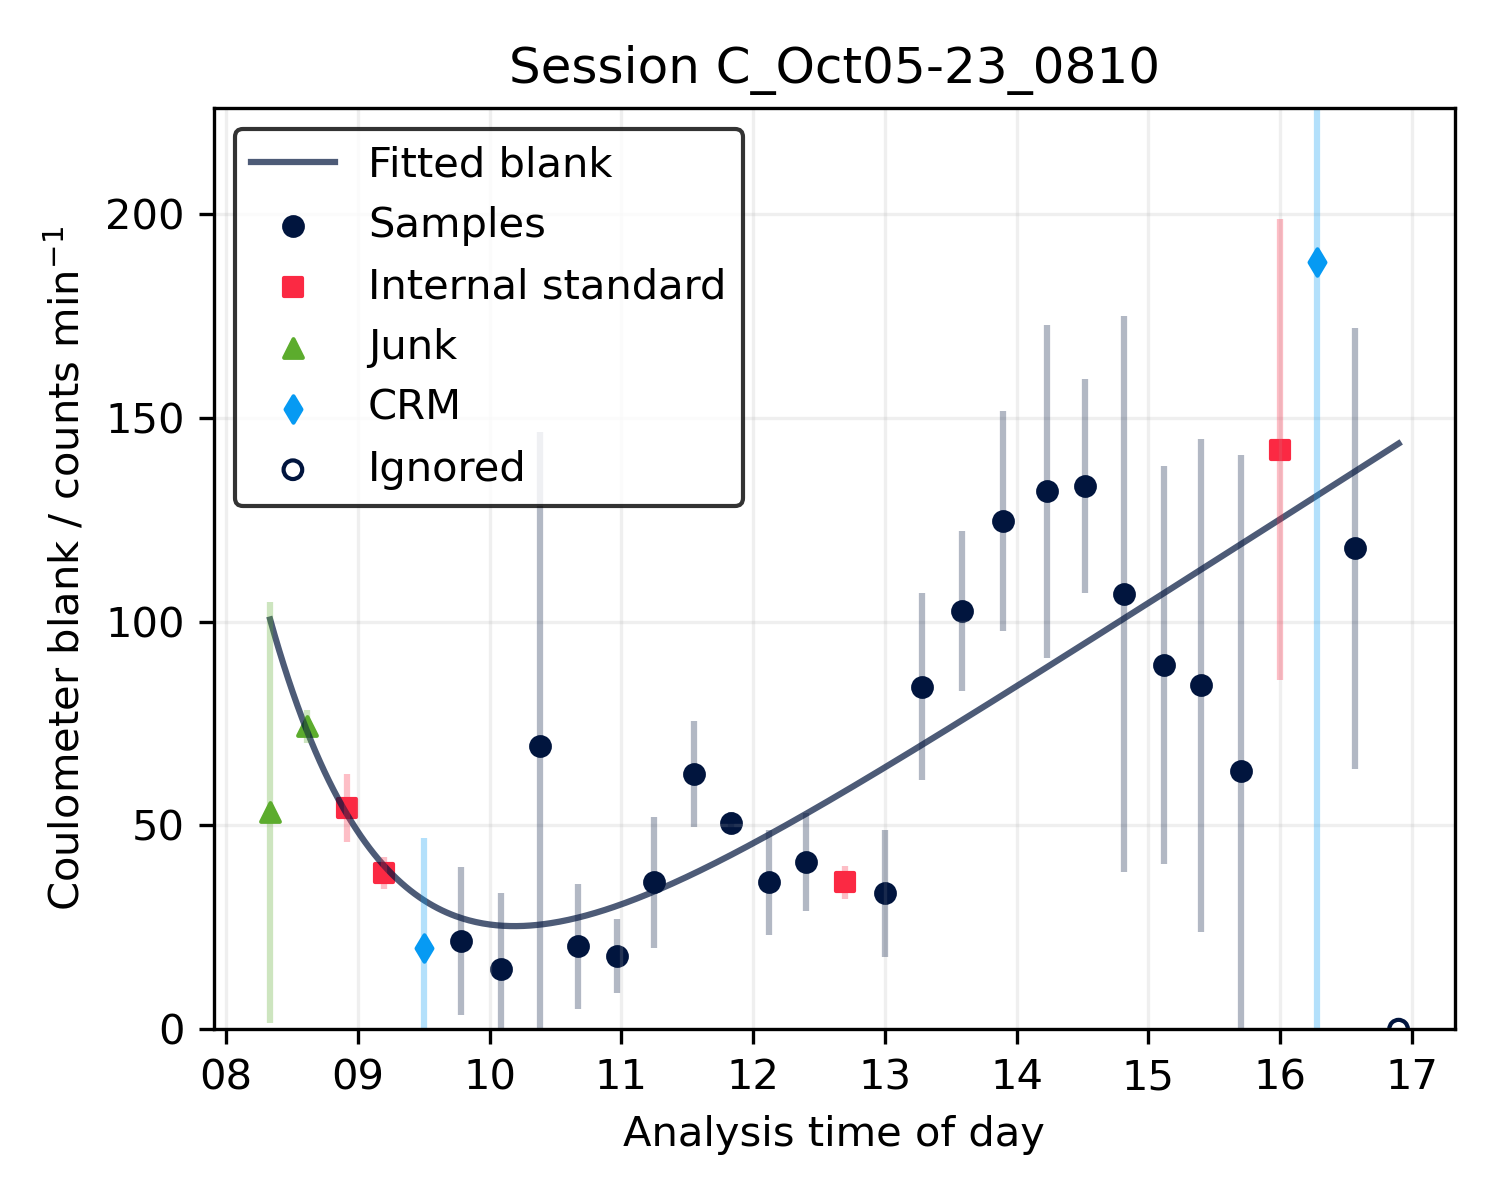 Session C_Oct05-23_0810
Coulometer blank / counts min⁻¹
200
150
100
50
0
Fitted blank
Samples
Internal standard
Junk
CRM
Ignored
08 09 10 11 12 13 14 15 16 17
Analysis time of day